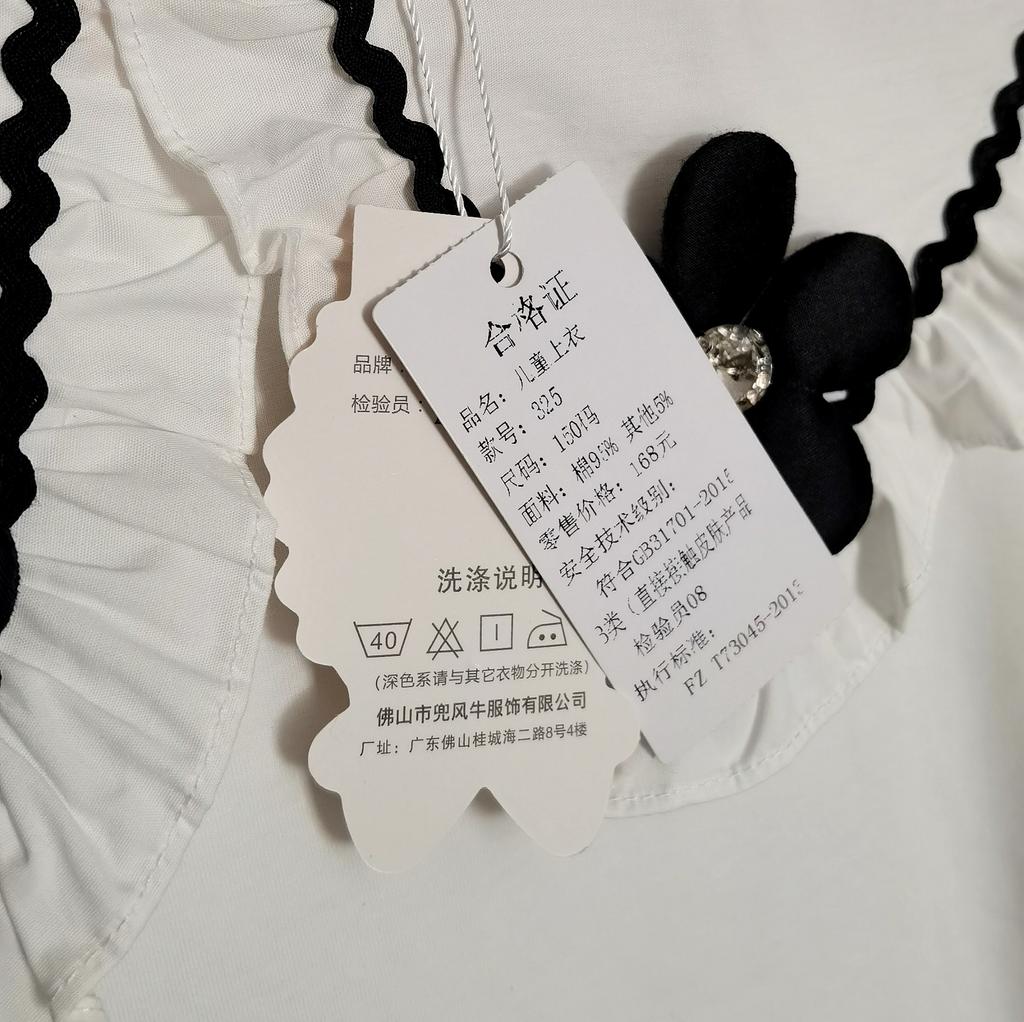 合格证
品名：儿童上衣
款号：325
尺码：150码
面料：棉95% 其他5%
零售价格：168元
安全技术级别：
符合GB31701-201
类（直接接触皮肤产品
检验员08
执行标准：
FZ T73045-201
品牌：
检验员：
洗涤说明
40
(深色系请与其它衣物分开洗涤)
佛山市兜风牛服饰有限公司
厂址：广东佛山桂城海二路8号4楼